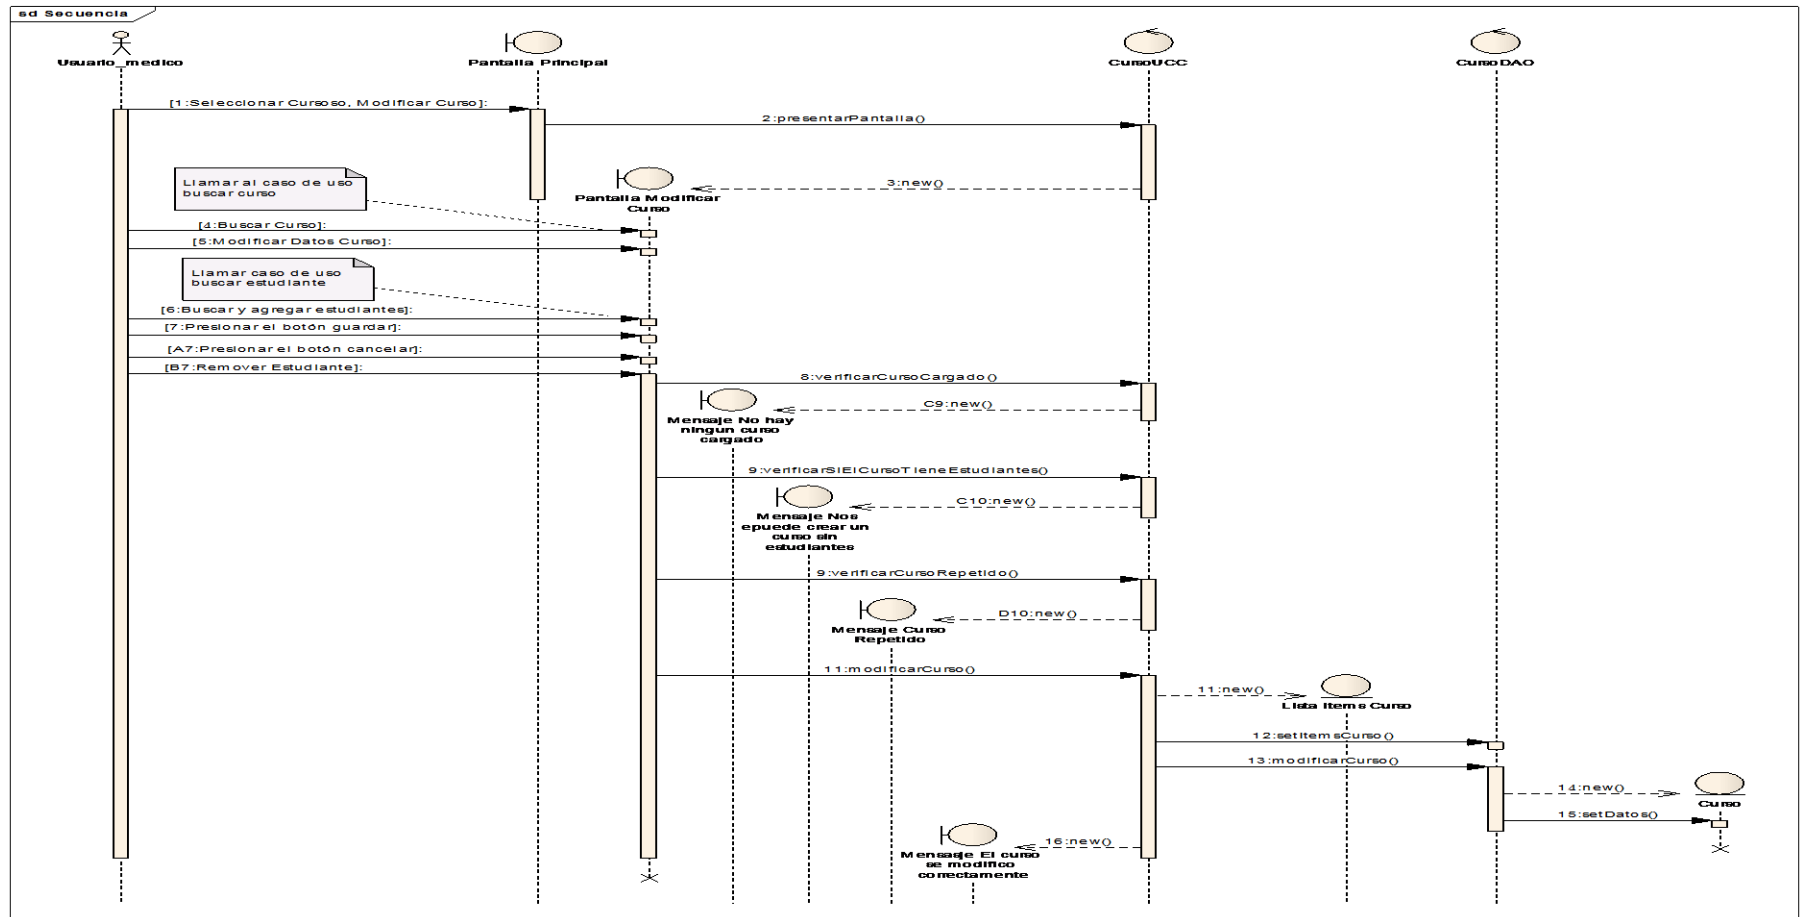 sd Secuencia
Usuario_medico
Pantalla Principal
CursoUCC
CursoDAO
[1:Seleccionar Cursoso, Modificar Curso]:
2:presentarPantalla()
Llamar al caso de uso
buscar curso
3:new()
Pantalla Modificar
Curso
[4:Buscar Curso]:
[5:Modificar Datos Curso]:
Llamar caso de uso
buscar estudiante
[6:Buscar y agregar estudiantes]:
[7:Presionar el botón guardar]:
[A7:Presionar el botón cancelar]:
[B7:Remover Estudiante]:
8:verificarCursoCargado()
C9:new()
Mensaje No hay
ningun curso
cargado
9:verificarSiElCursoTieneEstudiantes()
C10:new()
Mensaje Nos
epuede crear un
curso sin
estudiantes
9:verificarCursoRepetido()
D10:new()
Mensaje Curso
Repetido
11:modificarCurso()
11:new()
Lista Items Curso
12:setItemsCurso()
13:modificarCurso()
14:new()
Curso
15:setDatos()
16:new()
Mensasje El curso
se modifico
correctamente